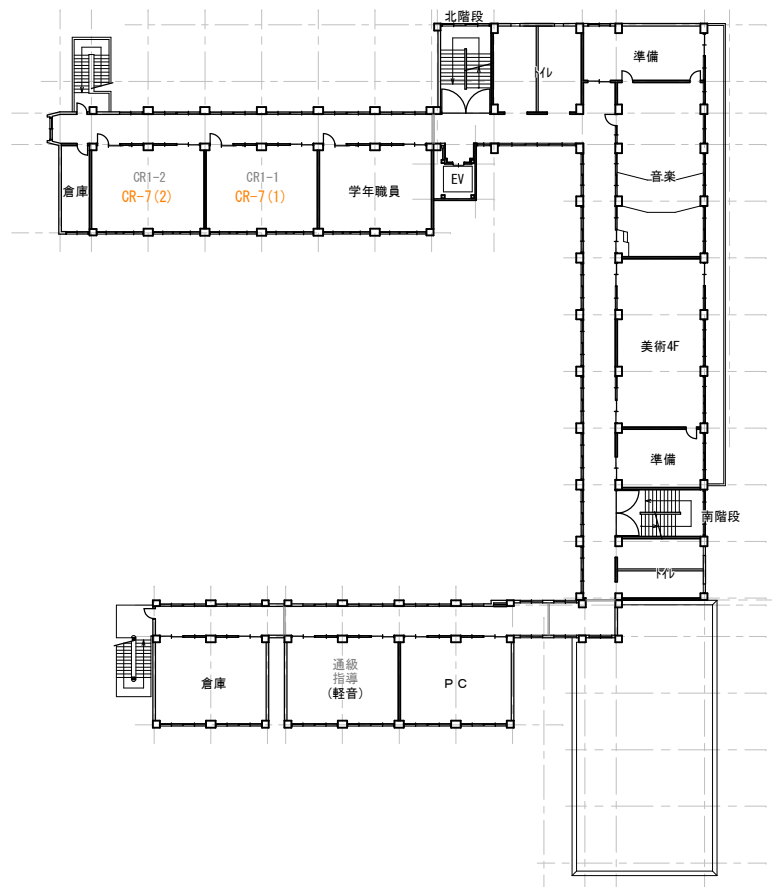 北階段
トイレ
準備
倉庫
CR1-2
CR-7(2)
CR1-1
CR-7(1)
学年職員
EV
音楽
美術4F
準備
南階段
トイレ
倉庫
通級
指導
(軽音)
PC